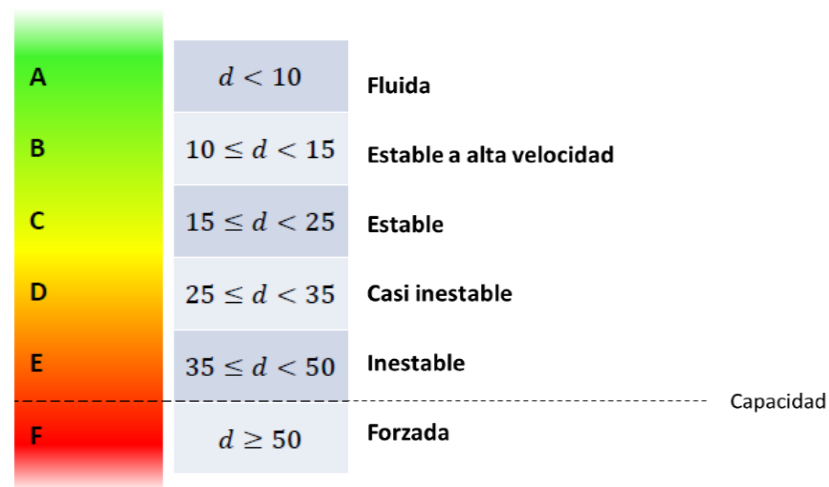 A d < 10 Fluida
B 10 ≤ d < 15 Estable a alta velocidad
C 15 ≤ d < 25 Estable
D 25 ≤ d < 35 Casi inestable
E 35 ≤ d < 50 Inestable
Capacidad
F d ≥ 50 Forzada